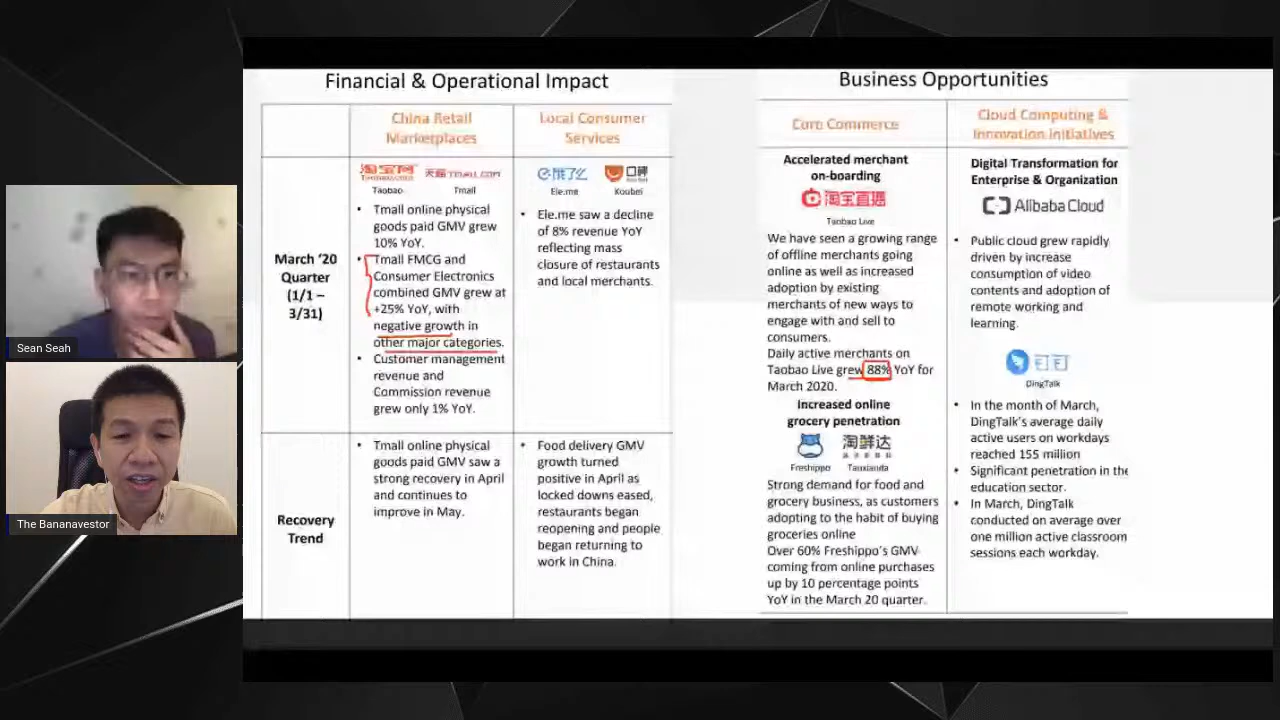 Financial & Operational Impact
China Retail
Marketplaces
Local Consumer
Services
March '20
Quarter
(1/1 –
3/31)
淘宝网
Taobao
天猫TMALL.COM
Tmall
• Tmall online physical
goods paid GMV grew
10% YoY.
• Tmall FMCG and
Consumer Electronics
combined GMV grew at
+25% YoY, with
negative growth in
other major categories.
• Customer management
revenue and
Commission revenue
grew only 1% YoY.
饿了么
Ele.me
口碑
Koubei
• Ele.me saw a decline
of 8% revenue YoY
reflecting mass
closure of restaurants
and local merchants.
Recovery
Trend
• Tmall online physical
goods paid GMV saw a
strong recovery in April
and continues to
improve in May.
• Food delivery GMV
growth turned
positive in April as
locked downs eased,
restaurants began
reopening and people
began returning to
work in China.
Business Opportunities
Core Commerce
Cloud Computing &
Innovation Initiatives
Accelerated merchant
on-boarding
淘宝直播
Taobao Live
We have seen a growing range
of offline merchants going
online as well as increased
adoption by existing
merchants of new ways to
engage with and sell to
consumers.
Daily active merchants on
Taobao Live grew 88% YoY for
March 2020.
Increased online
grocery penetration
Freshippo
淘鲜达
Taoxianda
Strong demand for food and
grocery business, as customers
adopting to the habit of buying
groceries online
Over 60% Freshippo's GMV
coming from online purchases
up by 10 percentage points
YoY in the March 20 quarter.
Digital Transformation for
Enterprise & Organization
Alibaba Cloud
• Public cloud grew rapidly
driven by increase
consumption of video
contents and adoption of
remote working and
learning.
钉钉
DingTalk
• In the month of March,
DingTalk's average daily
active users on workdays
reached 155 million
• Significant penetration in the
education sector.
• In March, DingTalk
conducted on average over
one million active classroom
sessions each workday.
Sean Seah
The Bananavestor